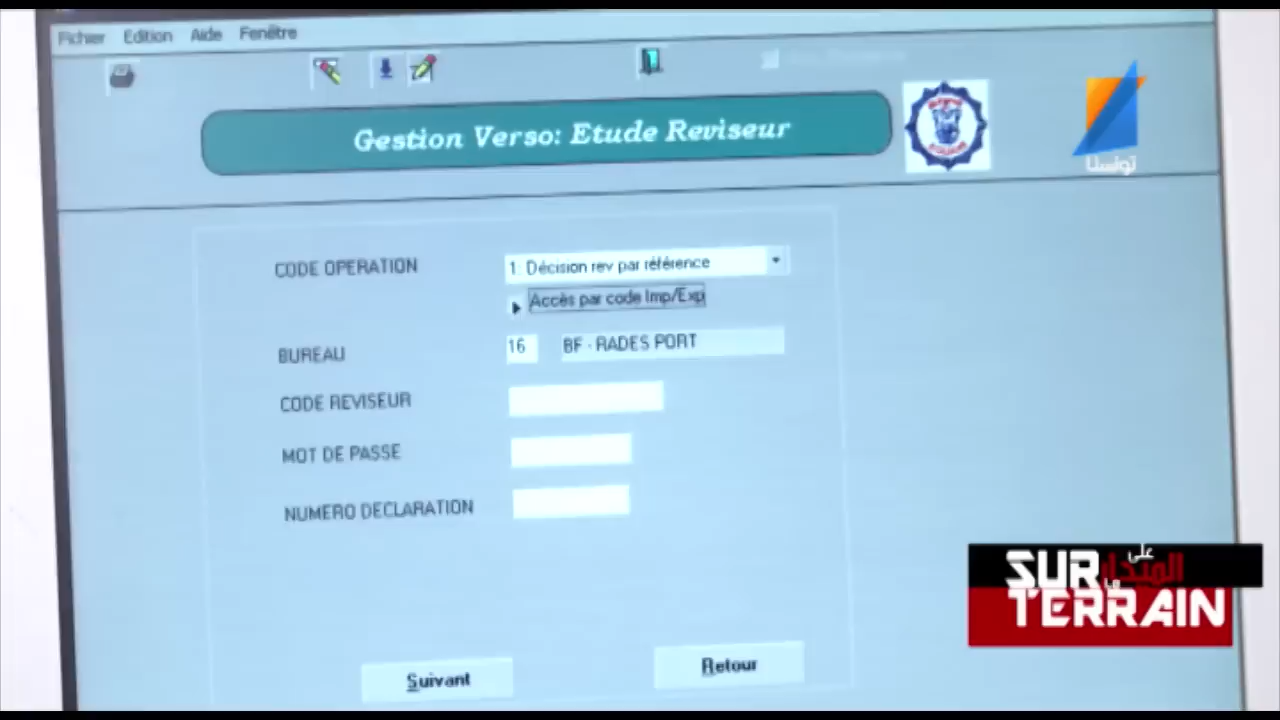 Fichier Edition Aide Fenêtre
Gestion Verso: Etude Reviseur
تونسنا
CODE OPERATION 1: Décision rev par référence
Accès par code Imp/Exp
BUREAU 16 BF - RADES PORT
CODE REVISEUR
MOT DE PASSE
NUMERO DECLARATION
SUR على الميدان
TERRAIN
Suivant Retour